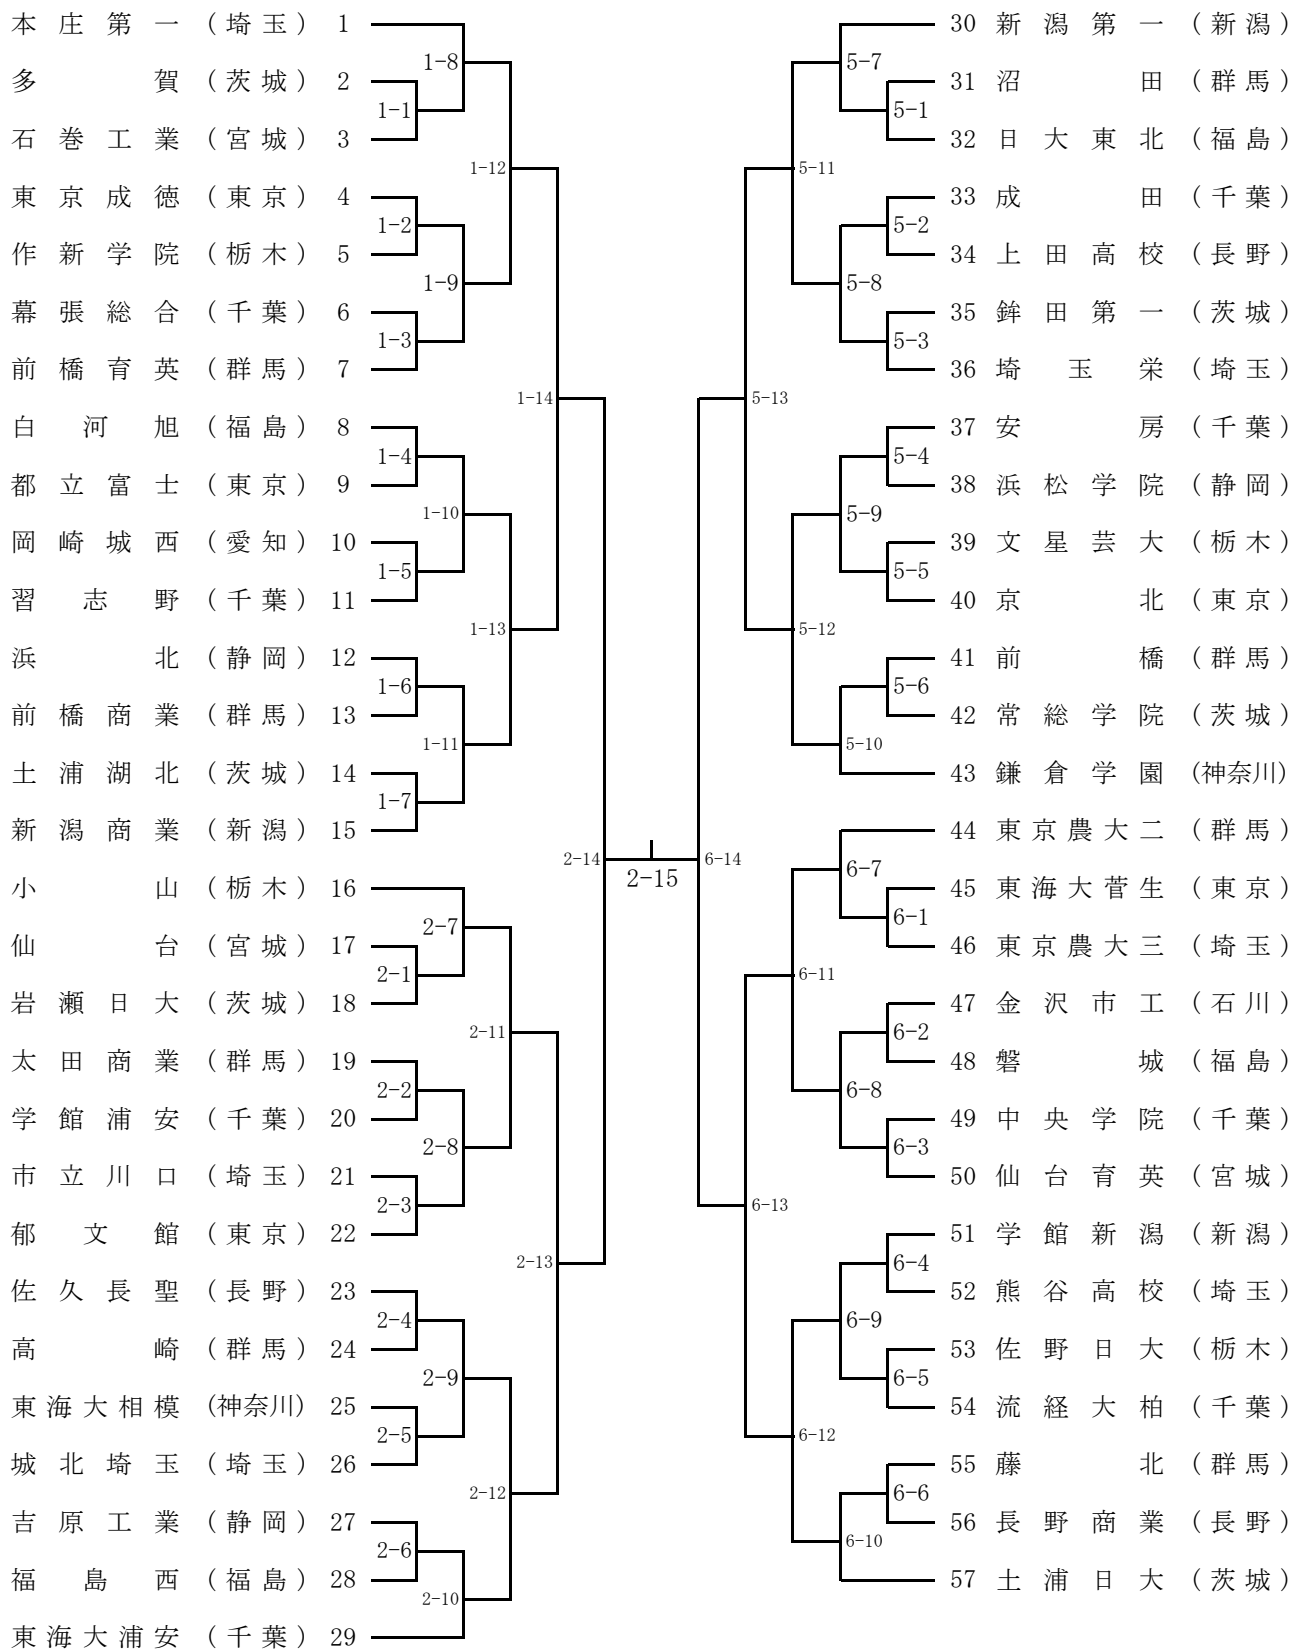 本庄第一 (埼玉) 1
多賀 (茨城) 2
石巻工業 (宮城) 3
東京成徳 (東京) 4
作新学院 (栃木) 5
幕張総合 (千葉) 6
前橋育英 (群馬) 7
白河旭 (福島) 8
都立富士 (東京) 9
岡崎城西 (愛知) 10
習志野 (千葉) 11
浜北 (静岡) 12
前橋商業 (群馬) 13
土浦湖北 (茨城) 14
新潟商業 (新潟) 15
小山 (栃木) 16
仙台 (宮城) 17
岩瀬日大 (茨城) 18
太田商業 (群馬) 19
学館浦安 (千葉) 20
市立川口 (埼玉) 21
郁文館 (東京) 22
佐久長聖 (長野) 23
高崎 (群馬) 24
東海大相模 (神奈川) 25
城北埼玉 (埼玉) 26
吉原工業 (静岡) 27
福島西 (福島) 28
東海大浦安 (千葉) 29
1-1
1-2
1-3
1-4
1-5
1-6
1-7
2-1
2-2
2-3
2-4
2-5
2-6
1-8
1-9
1-10
1-11
2-7
2-8
2-9
2-10
1-12
1-13
2-11
2-12
1-14
2-13
2-14
2-15
6-14
5-13
6-13
5-11
5-12
6-11
6-12
5-7
5-8
5-9
5-10
6-7
6-8
6-9
6-10
5-1
5-2
5-3
5-4
5-5
5-6
6-1
6-2
6-3
6-4
6-5
6-6
30 新潟第一 (新潟)
31 沼田 (群馬)
32 日大東北 (福島)
33 成田 (千葉)
34 上田高校 (長野)
35 鉾田第一 (茨城)
36 埼玉栄 (埼玉)
37 安房 (千葉)
38 浜松学院 (静岡)
39 文星芸大 (栃木)
40 京北 (東京)
41 前橋 (群馬)
42 常総学院 (茨城)
43 鎌倉学園 (神奈川)
44 東京農大二 (群馬)
45 東海大菅生 (東京)
46 東京農大三 (埼玉)
47 金沢市工 (石川)
48 磐城 (福島)
49 中央学院 (千葉)
50 仙台育英 (宮城)
51 学館新潟 (新潟)
52 熊谷高校 (埼玉)
53 佐野日大 (栃木)
54 流経大柏 (千葉)
55 藤北 (群馬)
56 長野商業 (長野)
57 土浦日大 (茨城)